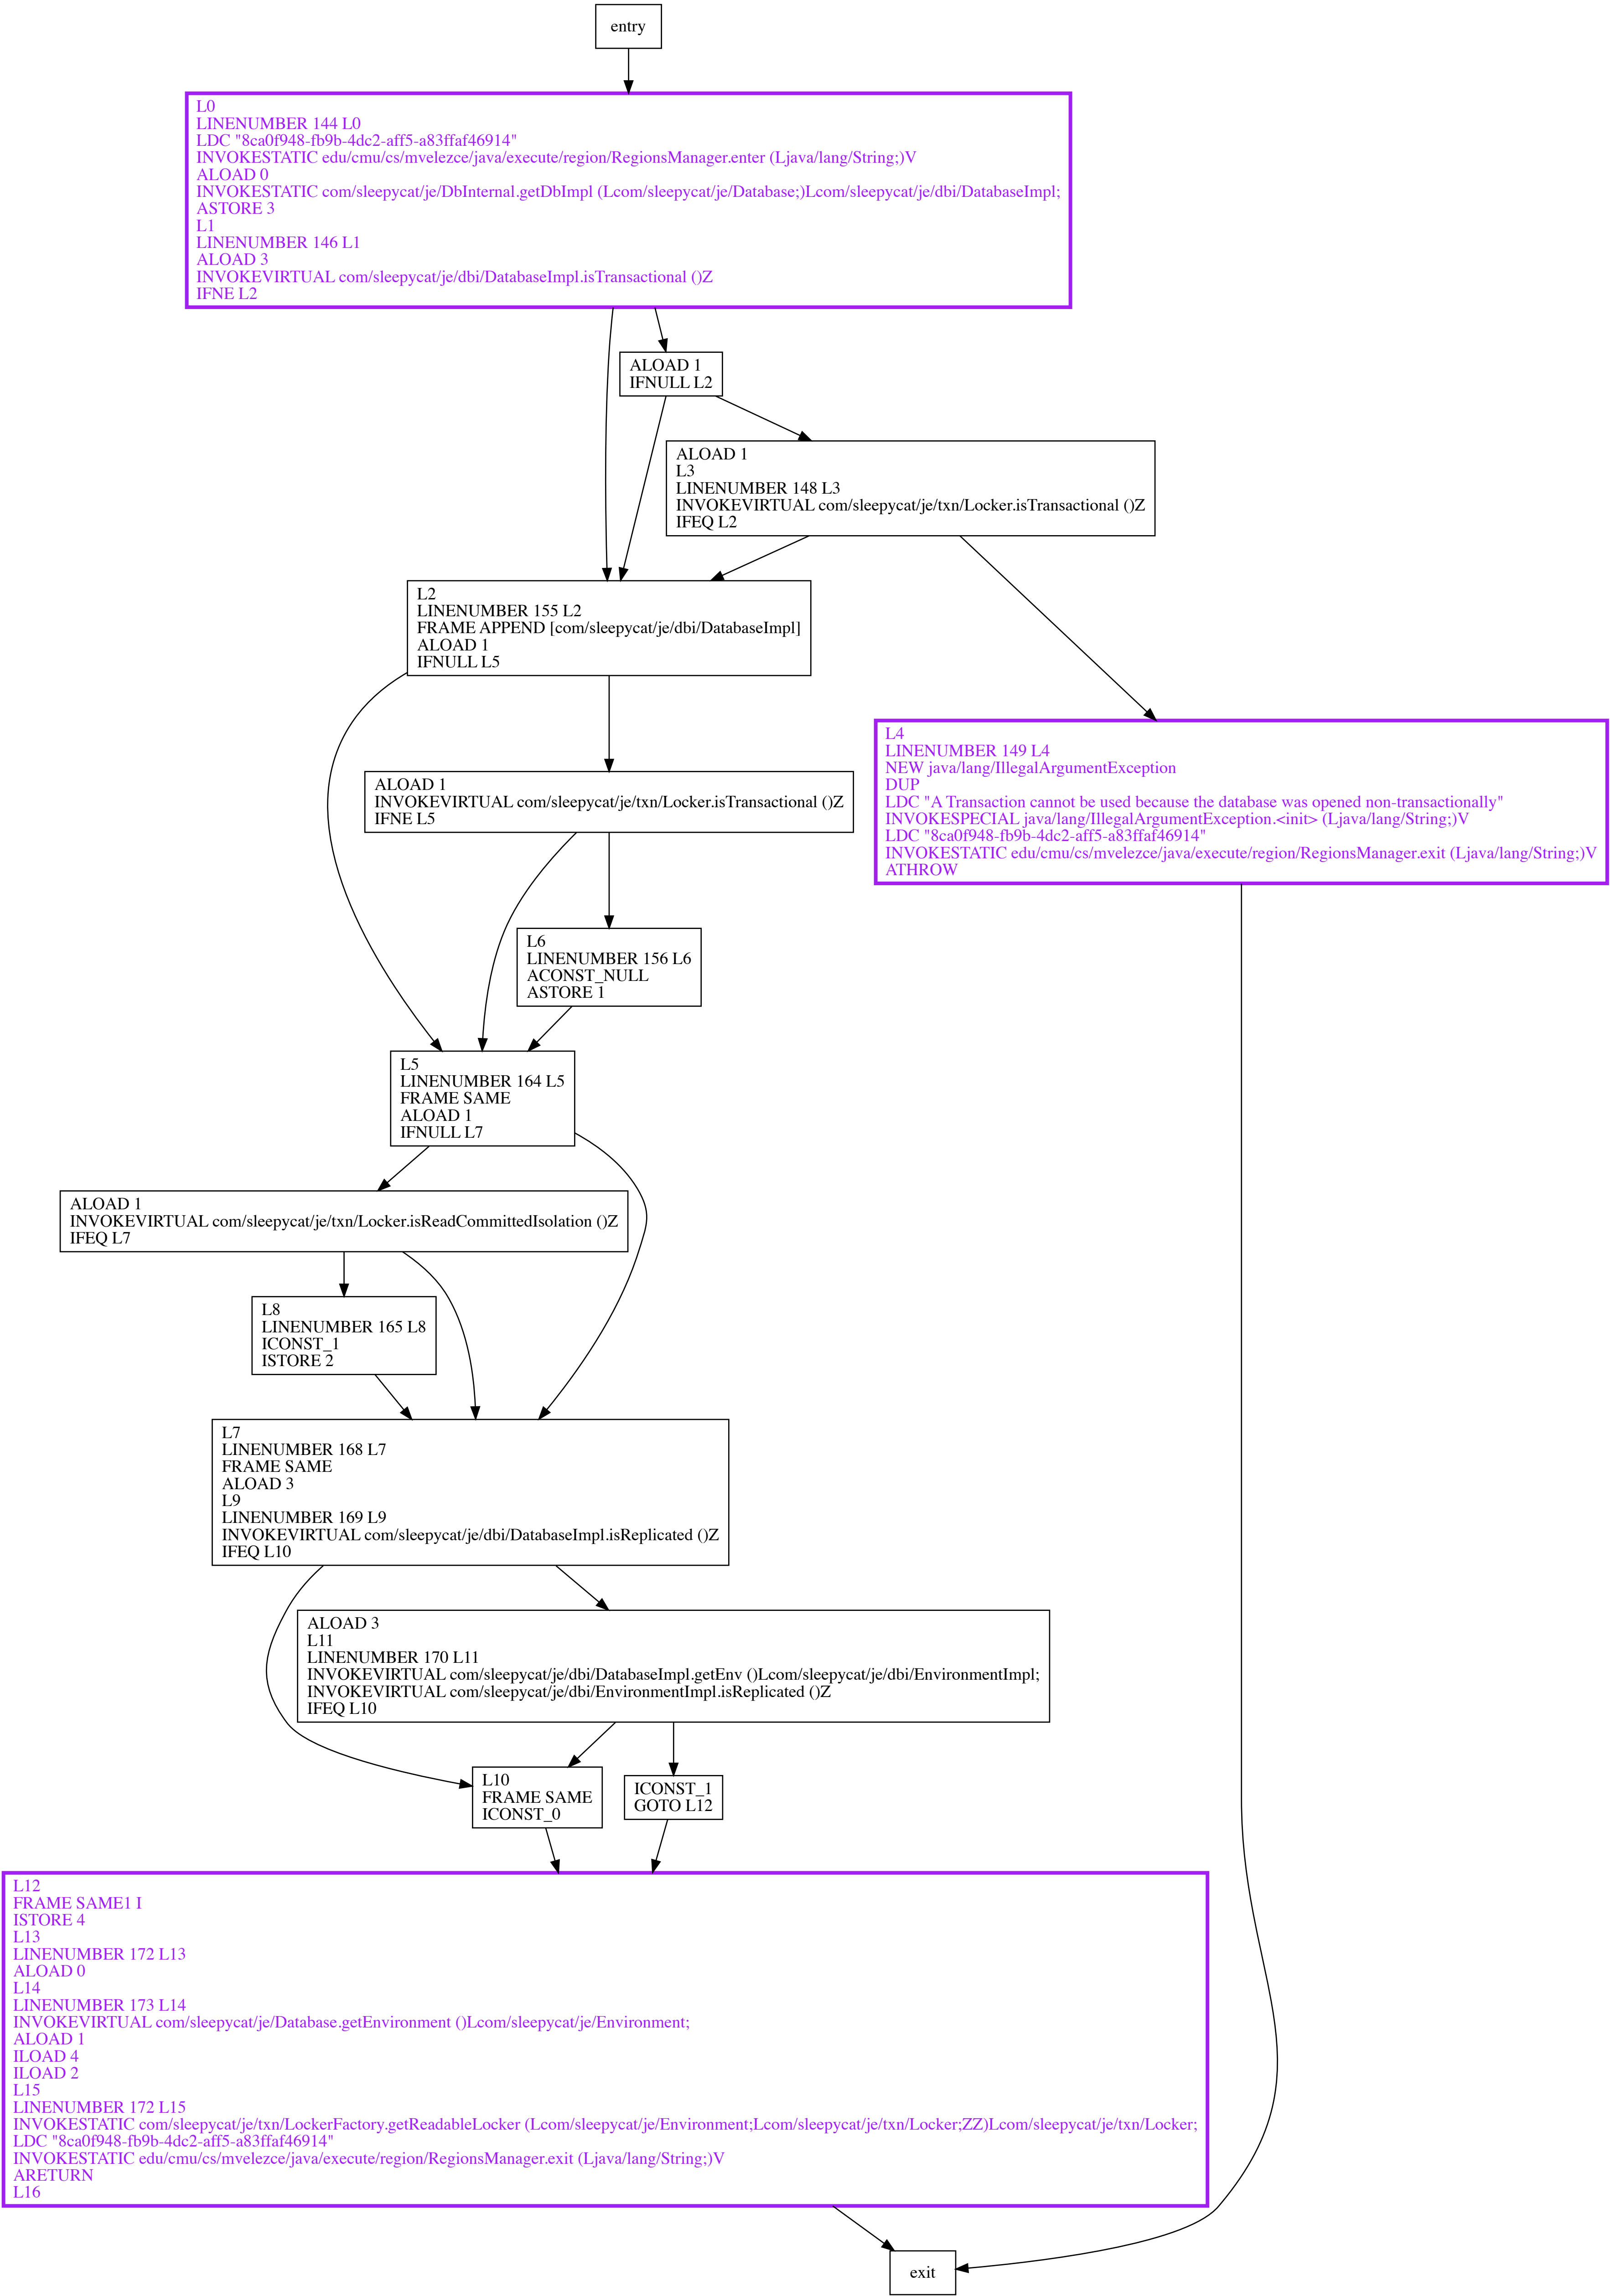 entry
L0
LINENUMBER 144 L0
LDC "8ca0f948-fb9b-4dc2-aff5-a83ffaf46914"
INVOKESTATIC edu/cmu/cs/mvelezce/java/execute/region/RegionsManager.enter (Ljava/lang/String;)V
ALOAD 0
INVOKESTATIC com/sleepycat/je/DbInternal.getDbImpl (Lcom/sleepycat/je/Database;)Lcom/sleepycat/je/dbi/DatabaseImpl;
ASTORE 3
L1
LINENUMBER 146 L1
ALOAD 3
INVOKEVIRTUAL com/sleepycat/je/dbi/DatabaseImpl.isTransactional ()Z
IFNE L2
ALOAD 1
IFNULL L2
ALOAD 1
L3
LINENUMBER 148 L3
INVOKEVIRTUAL com/sleepycat/je/txn/Locker.isTransactional ()Z
IFEQ L2
L2
LINENUMBER 155 L2
FRAME APPEND [com/sleepycat/je/dbi/DatabaseImpl]
ALOAD 1
IFNULL L5
L4
LINENUMBER 149 L4
NEW java/lang/IllegalArgumentException
DUP
LDC "A Transaction cannot be used because the database was opened non-transactionally"
INVOKESPECIAL java/lang/IllegalArgumentException.<init> (Ljava/lang/String;)V
LDC "8ca0f948-fb9b-4dc2-aff5-a83ffaf46914"
INVOKESTATIC edu/cmu/cs/mvelezce/java/execute/region/RegionsManager.exit (Ljava/lang/String;)V
ATHROW
ALOAD 1
INVOKEVIRTUAL com/sleepycat/je/txn/Locker.isTransactional ()Z
IFNE L5
L6
LINENUMBER 156 L6
ACONST_NULL
ASTORE 1
L5
LINENUMBER 164 L5
FRAME SAME
ALOAD 1
IFNULL L7
ALOAD 1
INVOKEVIRTUAL com/sleepycat/je/txn/Locker.isReadCommittedIsolation ()Z
IFEQ L7
L8
LINENUMBER 165 L8
ICONST_1
ISTORE 2
L7
LINENUMBER 168 L7
FRAME SAME
ALOAD 3
L9
LINENUMBER 169 L9
INVOKEVIRTUAL com/sleepycat/je/dbi/DatabaseImpl.isReplicated ()Z
IFEQ L10
ALOAD 3
L11
LINENUMBER 170 L11
INVOKEVIRTUAL com/sleepycat/je/dbi/DatabaseImpl.getEnv ()Lcom/sleepycat/je/dbi/EnvironmentImpl;
INVOKEVIRTUAL com/sleepycat/je/dbi/EnvironmentImpl.isReplicated ()Z
IFEQ L10
L10
FRAME SAME
ICONST_0
ICONST_1
GOTO L12
L12
FRAME SAME1 I
ISTORE 4
L13
LINENUMBER 172 L13
ALOAD 0
L14
LINENUMBER 173 L14
INVOKEVIRTUAL com/sleepycat/je/Database.getEnvironment ()Lcom/sleepycat/je/Environment;
ALOAD 1
ILOAD 4
ILOAD 2
L15
LINENUMBER 172 L15
INVOKESTATIC com/sleepycat/je/txn/LockerFactory.getReadableLocker (Lcom/sleepycat/je/Environment;Lcom/sleepycat/je/txn/Locker;ZZ)Lcom/sleepycat/je/txn/Locker;
LDC "8ca0f948-fb9b-4dc2-aff5-a83ffaf46914"
INVOKESTATIC edu/cmu/cs/mvelezce/java/execute/region/RegionsManager.exit (Ljava/lang/String;)V
ARETURN
L16
exit